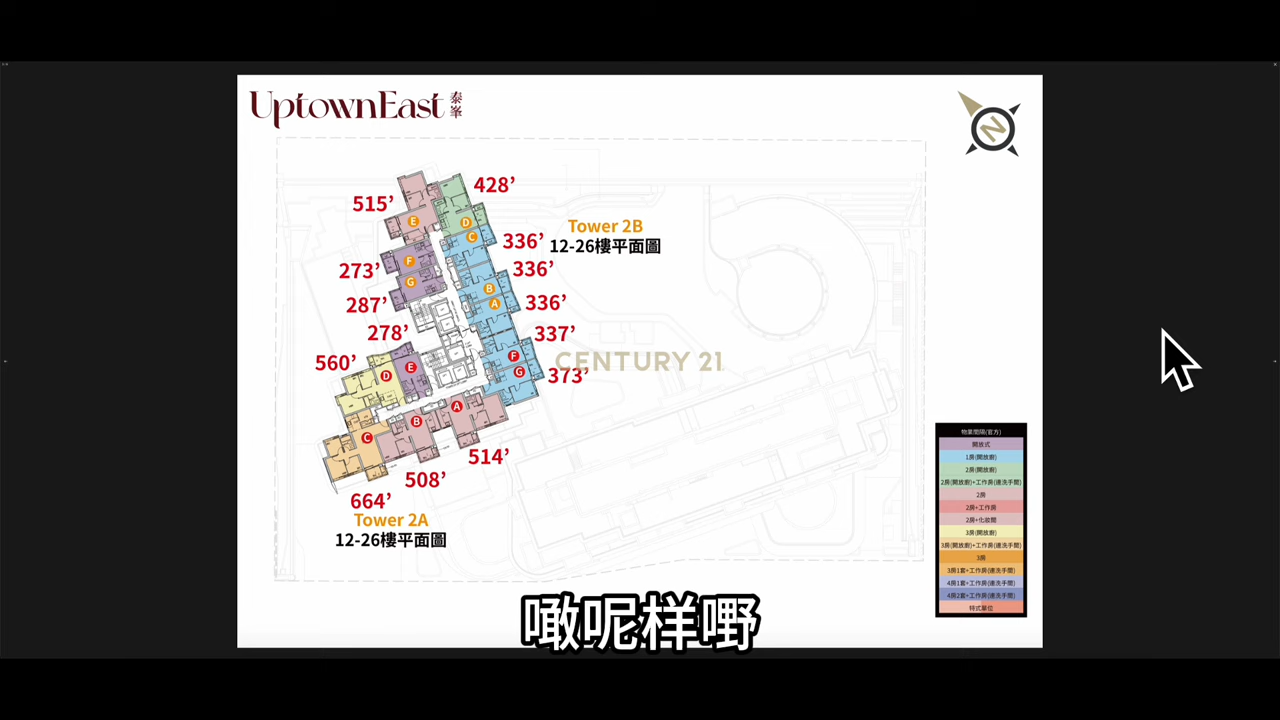 UptownEast 泰峯
N
515’
428’
E
D
C
336’
Tower 2B
12-26樓平面圖
273’
F
336’
G
B
287’
A
336’
278’
337’
560’
E
F
CENTURY 21
D
G
373’
A
B
C
514’
508’
664’
Tower 2A
12-26樓平面圖
物業間隔(官方)
開放式
1房(開放廚)
2房(開放廚)
2房(開放廚)+工作房(連洗手間)
2房
2房+工作房
2房+化妝間
3房(開放廚)
3房(開放廚)+工作房(連洗手間)
3房
3房1套+工作房(連洗手間)
4房1套+工作房(連洗手間)
4房2套+工作房(連洗手間)
特式單位
噉呢样嘢